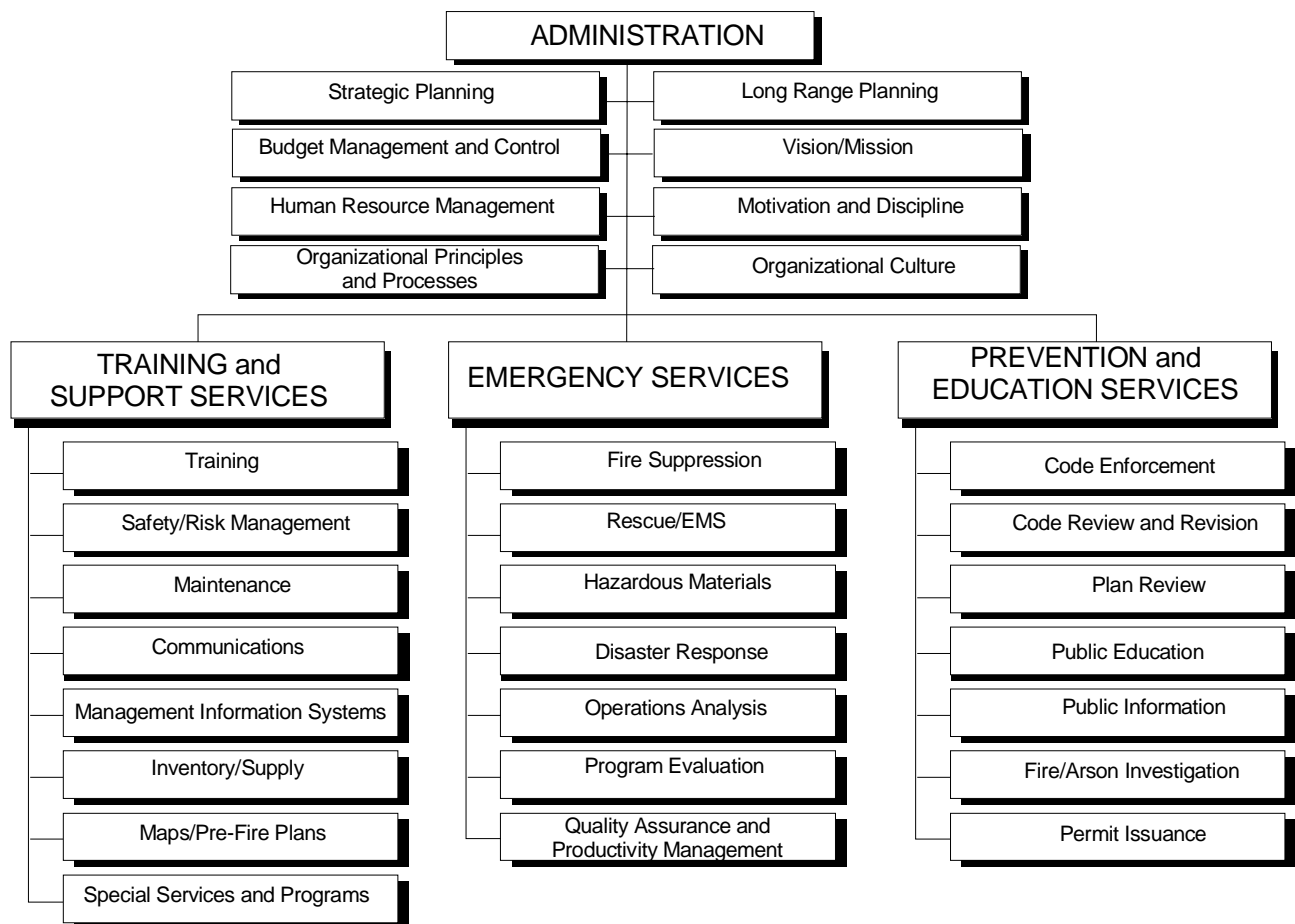 ADMINISTRATION
Strategic Planning
Long Range Planning
Budget Management and Control
Vision/Mission
Human Resource Management
Motivation and Discipline
Organizational Principles
and Processes
Organizational Culture
TRAINING and
SUPPORT SERVICES
Training
Safety/Risk Management
Maintenance
Communications
Management Information Systems
Inventory/Supply
Maps/Pre-Fire Plans
Special Services and Programs
EMERGENCY SERVICES
Fire Suppression
Rescue/EMS
Hazardous Materials
Disaster Response
Operations Analysis
Program Evaluation
Quality Assurance and
Productivity Management
PREVENTION and
EDUCATION SERVICES
Code Enforcement
Code Review and Revision
Plan Review
Public Education
Public Information
Fire/Arson Investigation
Permit Issuance